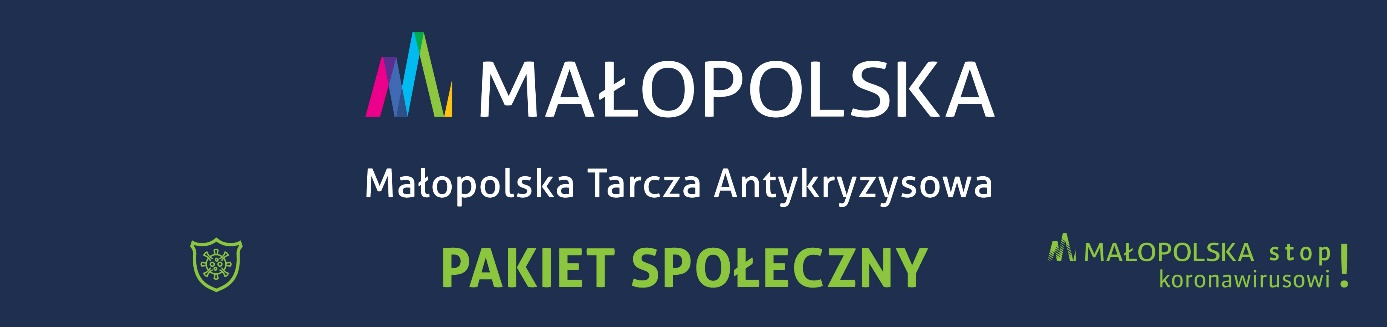 MAŁOPOLSKA
Małopolska Tarcza Antykryzysowa
PAKIET SPOŁECZNY
MAŁOPOLSKA stop
koronawirusowi!